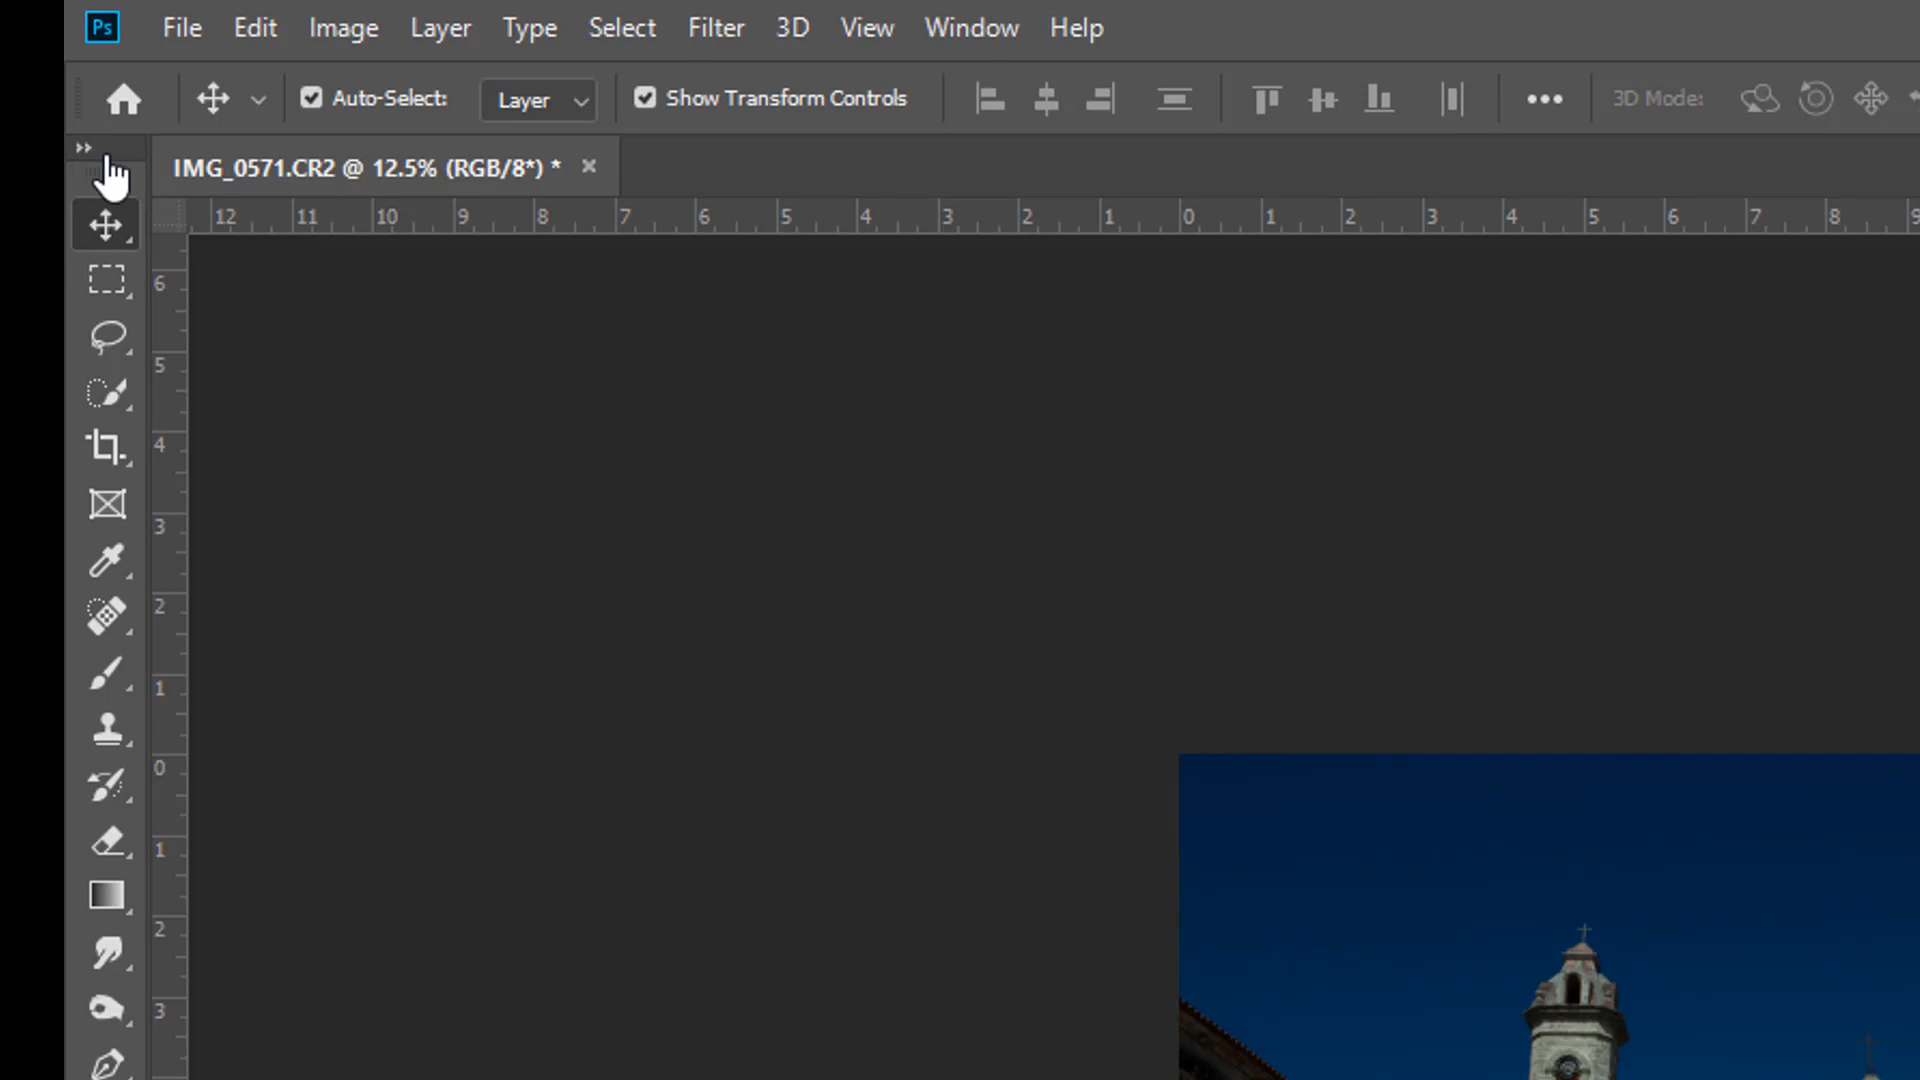 Ps File Edit Image Layer Type Select Filter 3D View Window Help
Auto-Select: Layer Show Transform Controls 3D Mode:
IMG_0571.CR2 @ 12.5% (RGB/8*) *
12 11 10 9 8 7 6 5 4 3 2 1 0 1 2 3 4 5 6 7 8 9
6
5
4
3
2
1
0
1
2
3